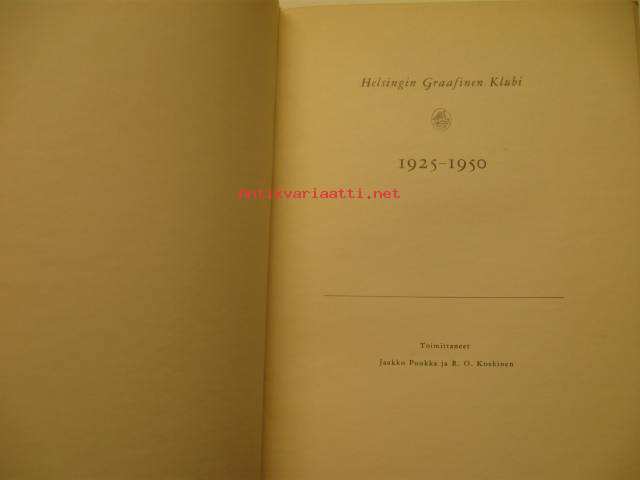 Helsingin Graafinen Klubi
1925-1950
antikvariaatti.net
Toimittaneet
Jaakko Puokka ja R. O. Koskinen